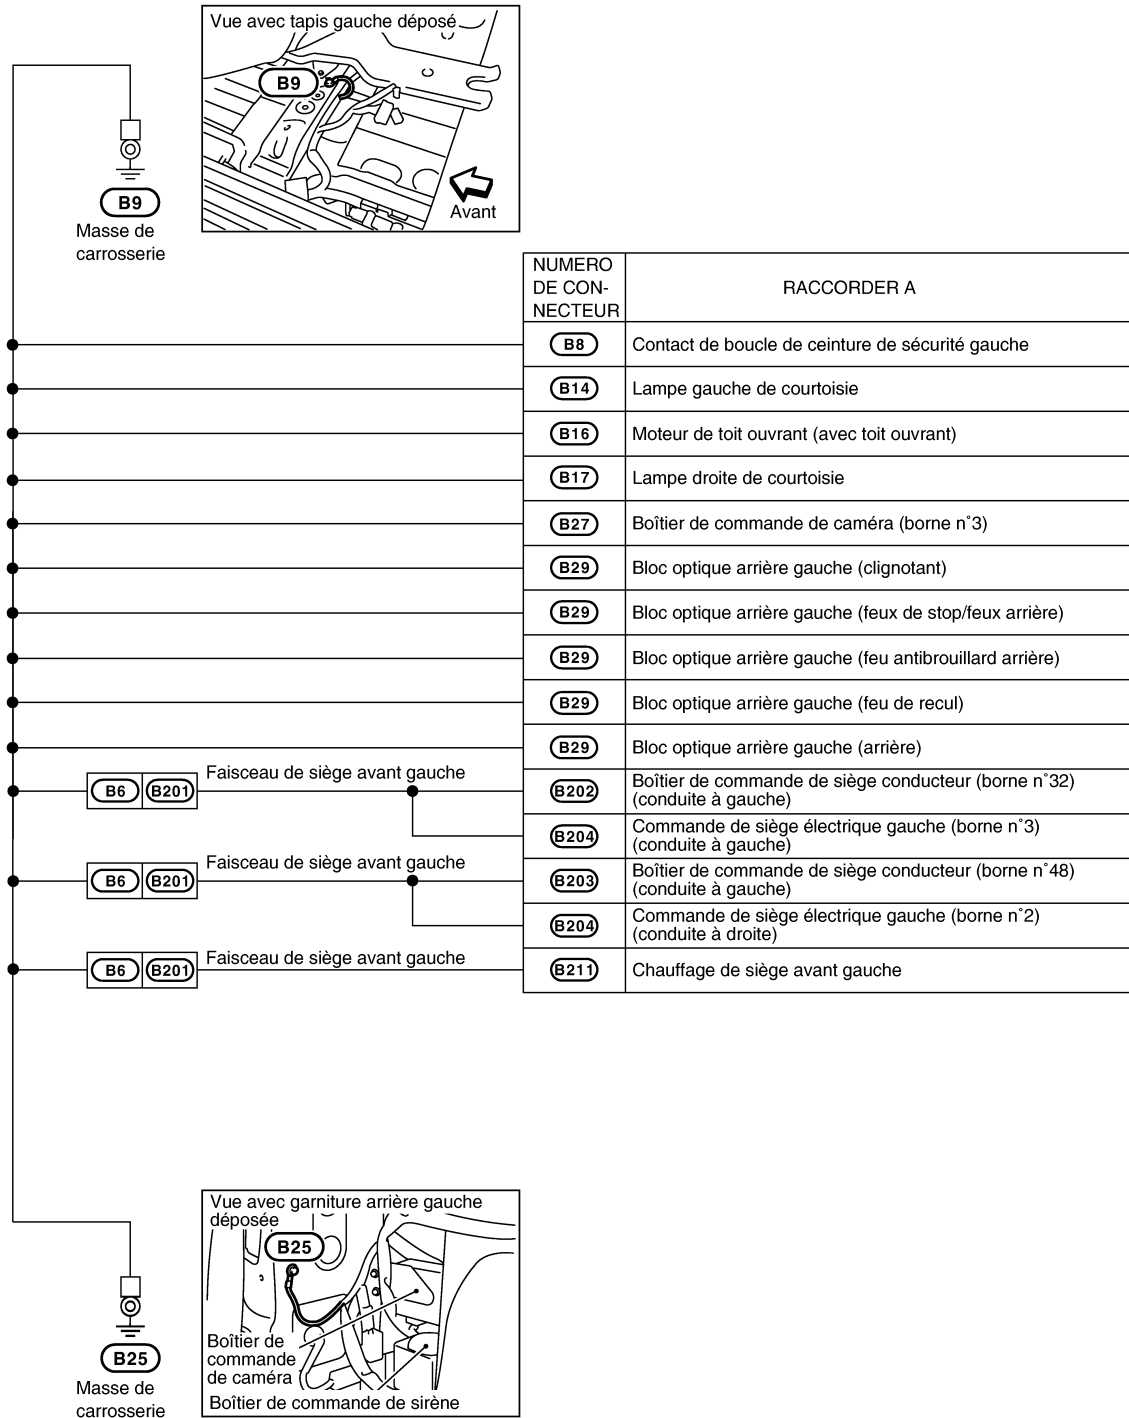 Vue avec tapis gauche déposé
B9
Avant
B9
Masse de
carrosserie
NUMERO
DE CON-
NECTEUR
RACCORDER A
B8 Contact de boucle de ceinture de sécurité gauche
B14 Lampe gauche de courtoisie
B16 Moteur de toit ouvrant (avec toit ouvrant)
B17 Lampe droite de courtoisie
B27 Boîtier de commande de caméra (borne n˚3)
B29 Bloc optique arrière gauche (clignotant)
B29 Bloc optique arrière gauche (feux de stop/feux arrière)
B29 Bloc optique arrière gauche (feu antibrouillard arrière)
B29 Bloc optique arrière gauche (feu de recul)
B29 Bloc optique arrière gauche (arrière)
B6 B201 Faisceau de siège avant gauche
B202 Boîtier de commande de siège conducteur (borne n˚32)
(conduite à gauche)
B204 Commande de siège électrique gauche (borne n˚3)
(conduite à gauche)
B6 B201 Faisceau de siège avant gauche
B203 Boîtier de commande de siège conducteur (borne n˚48)
(conduite à gauche)
B204 Commande de siège électrique gauche (borne n˚2)
(conduite à droite)
B6 B201 Faisceau de siège avant gauche
B211 Chauffage de siège avant gauche
Vue avec garniture arrière gauche
déposée
B25
Boîtier de
commande
de caméra
Boîtier de commande de sirène
B25
Masse de
carrosserie